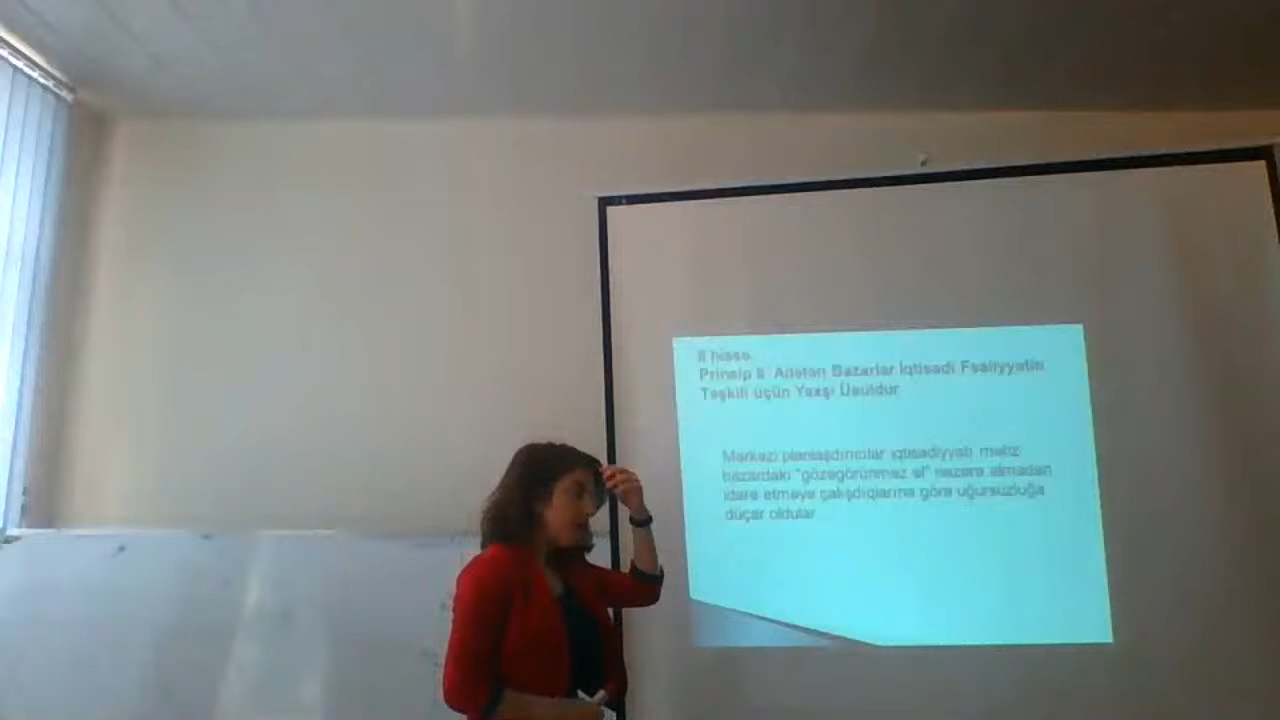 II hissə.
Prinsip 6 Adətən Bazarlar İqtisadi Fəaliyyətin
Təşkili üçün Yaxşı Üsuldur
Mərkəzi planlaşdırıcılar iqtisadiyyatı məhz
bazardakı “gözəgörünməz əl” nəzərə almadan
idarə etməyə çalışdıqlarına görə uğursuzluğa
düçar oldular